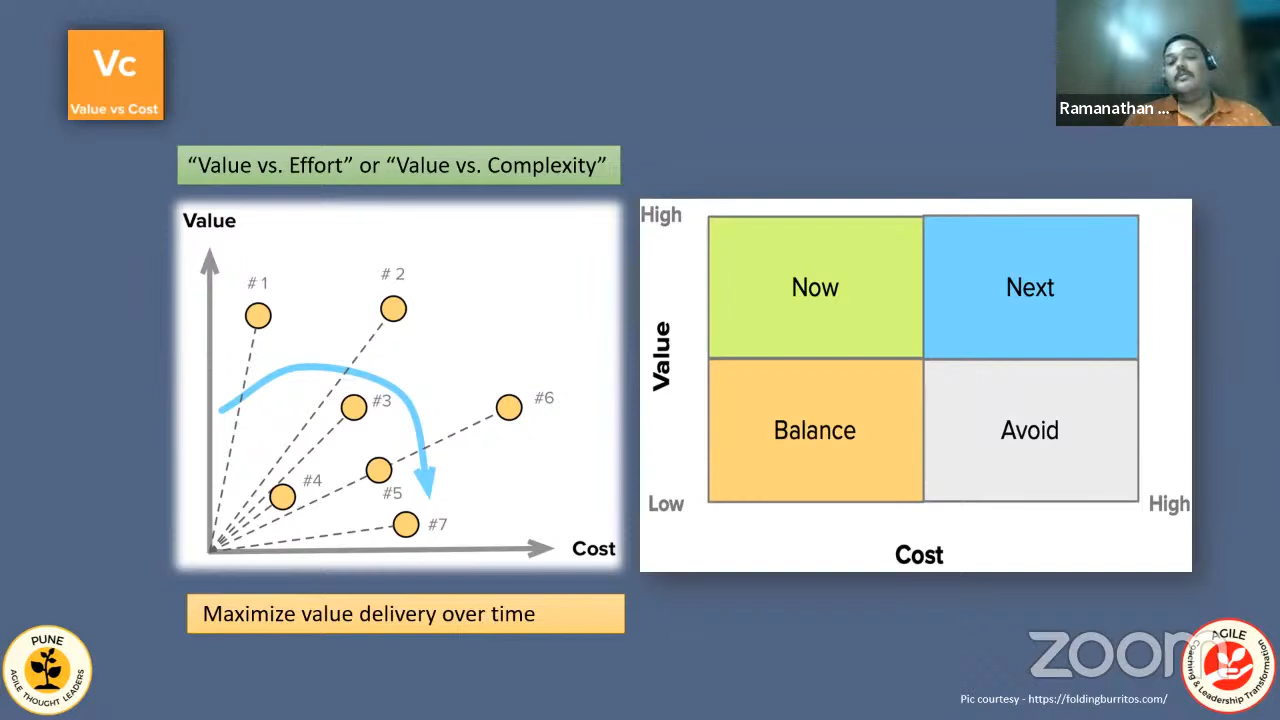 Vc
Value vs Cost
Ramanathan ...
“Value vs. Effort” or “Value vs. Complexity”
Value
# 1
# 2
#3
#6
#4
#5
#7
Cost
High
Now
Next
Value
Balance
Avoid
Low
High
Cost
Maximize value delivery over time
PUNE
AGILE THOUGHT LEADERS
zoom
AGILE
Coaching & Leadership Transformation
Pic courtesy - https://foldingburritos.com/